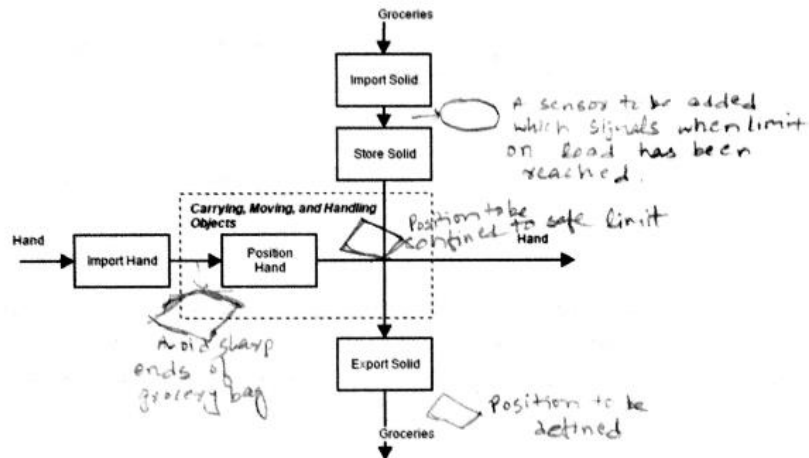 Groceries
Import Solid
A sensor to be added
which signals when limit
on load has been
reached.
Store Solid
Carrying, Moving, and Handling
Objects
Position to be
confined to safe limit
Hand
Import Hand
Position
Hand
Hand
Avoid sharp
ends of
grocery bag
Export Solid
Position to be
defined
Groceries